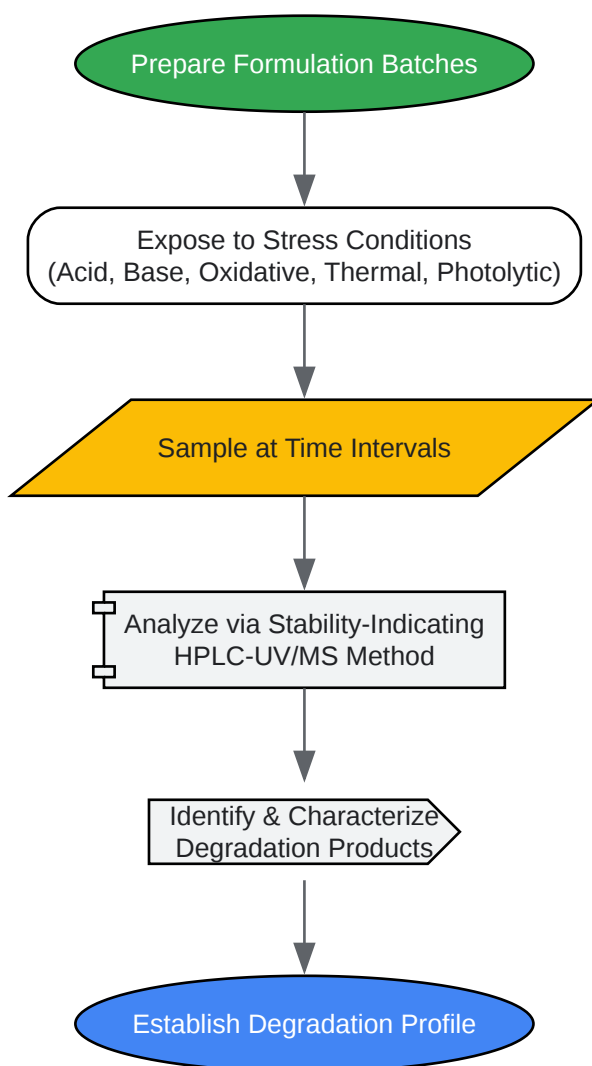 Prepare Formulation Batches
Expose to Stress Conditions
(Acid, Base, Oxidative, Thermal, Photolytic)
Sample at Time Intervals
Analyze via Stability-Indicating
HPLC-UV/MS Method
Identify & Characterize
Degradation Products
Establish Degradation Profile